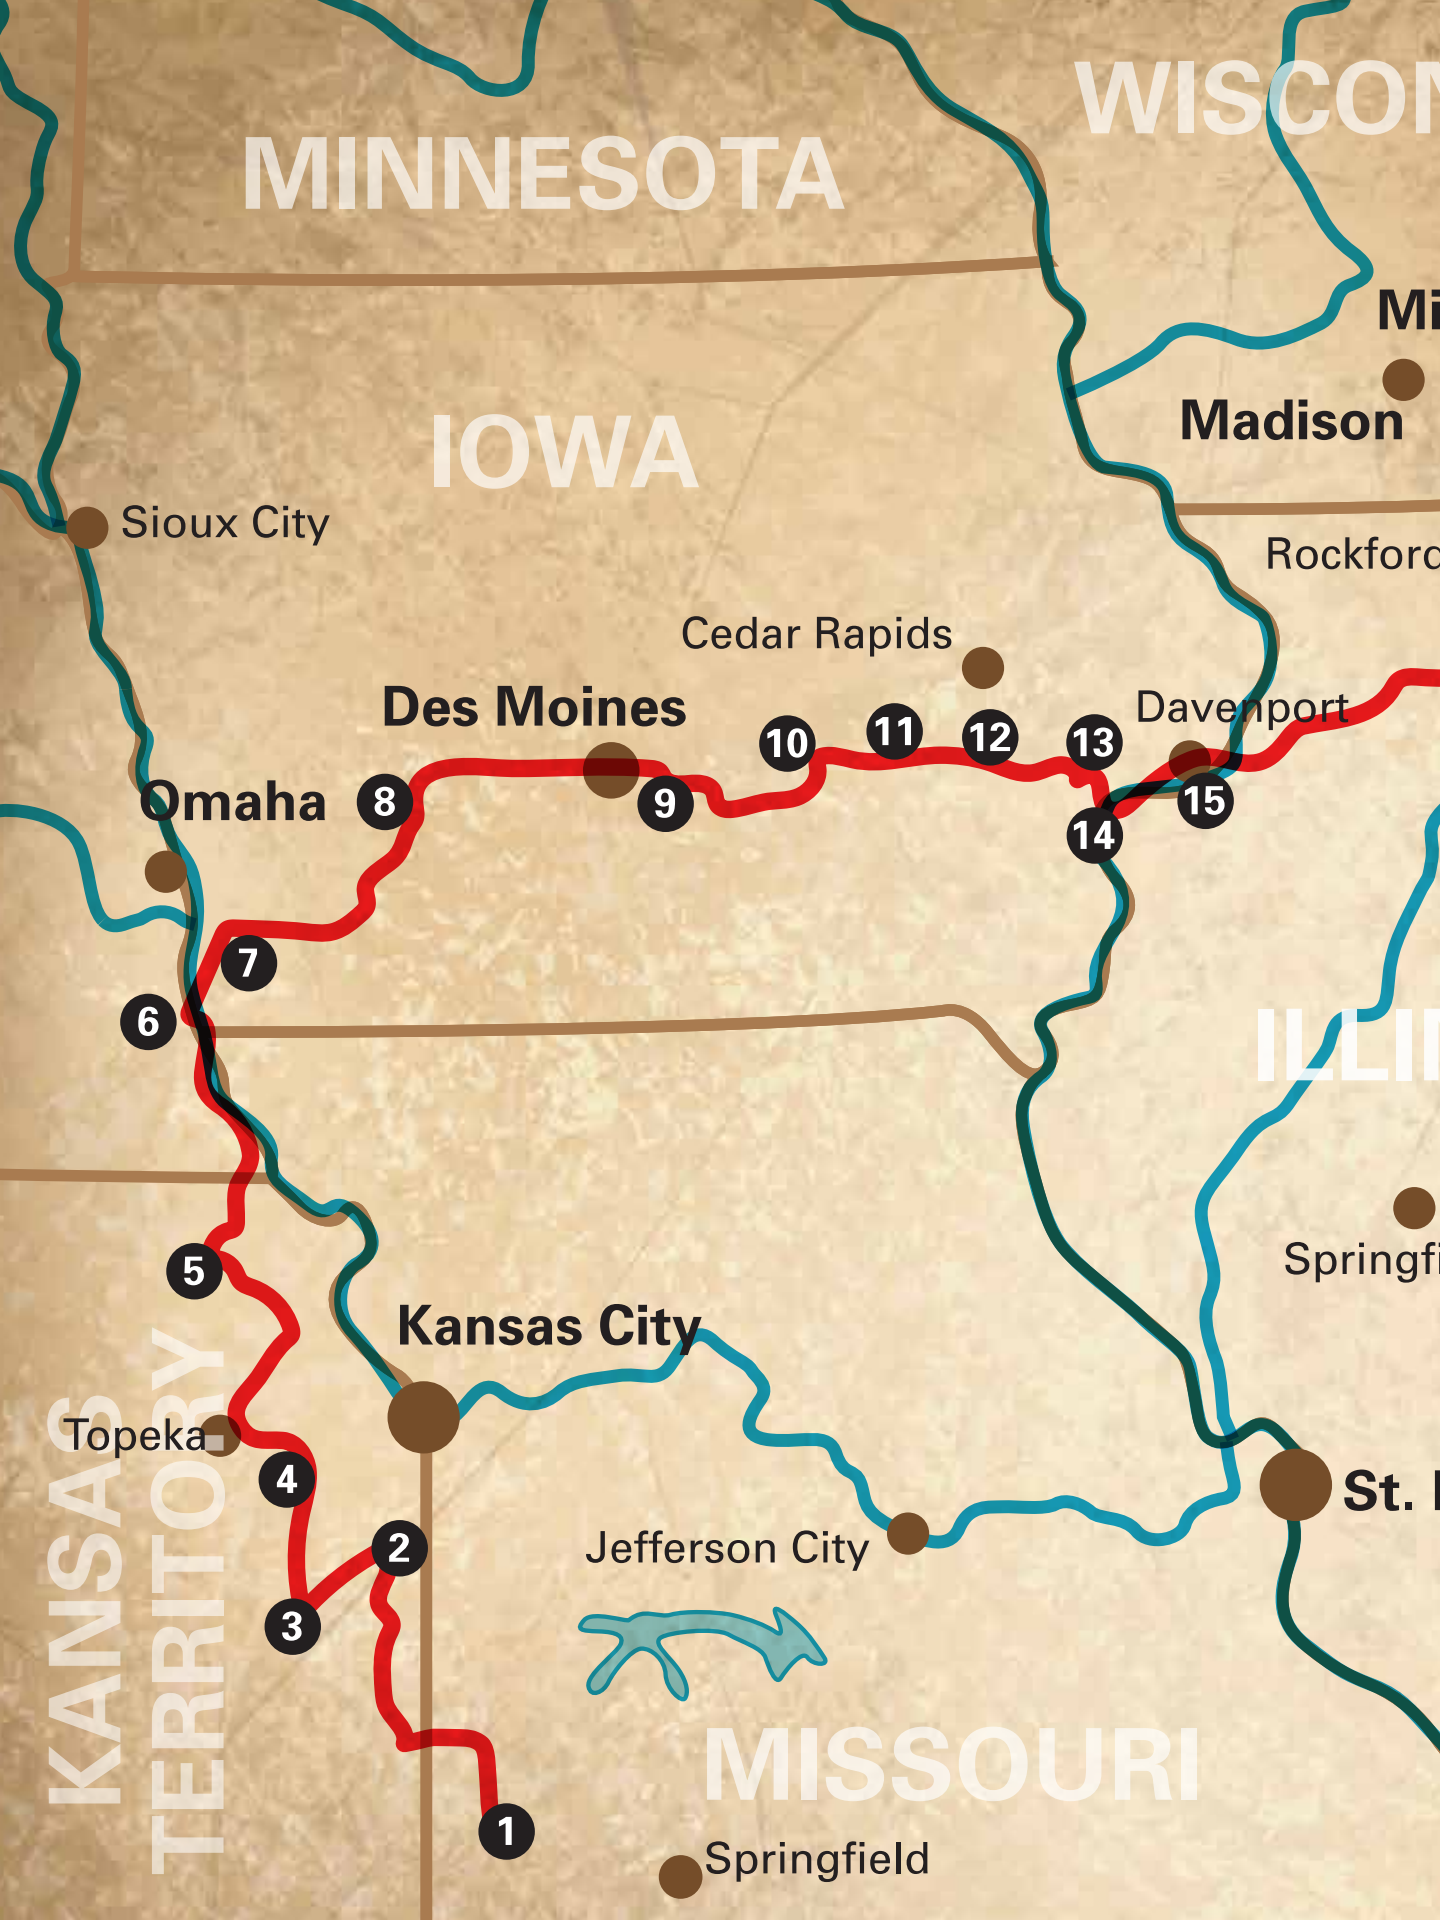 WISCON
MINNESOTA
Mi
Madison
IOWA
Sioux City
Rockford
Cedar Rapids
Des Moines
Davenport
10
11
12
13
Omaha
8
9
15
14
7
6
ILLI
5
Springfi
Kansas City
Topeka
4
St.
KANSAS
TERRITORY
2
Jefferson City
3
MISSOURI
1
Springfield